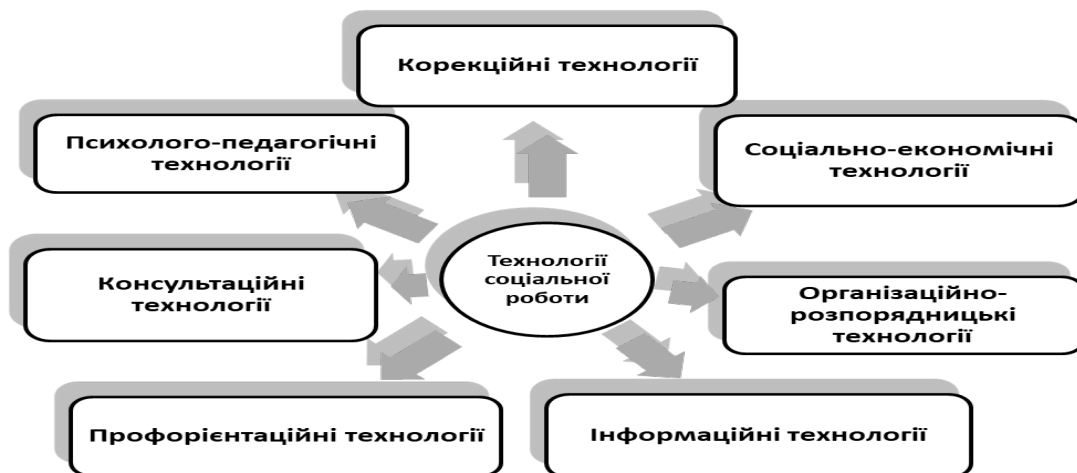 Корекційні технології
Психолого-педагогічні
технології
Соціально-економічні
технології
Технології
соціальної
роботи
Консультаційні
технології
Організаційно-
розпорядницькі
технології
Профорієнтаційні технології
Інформаційні технології